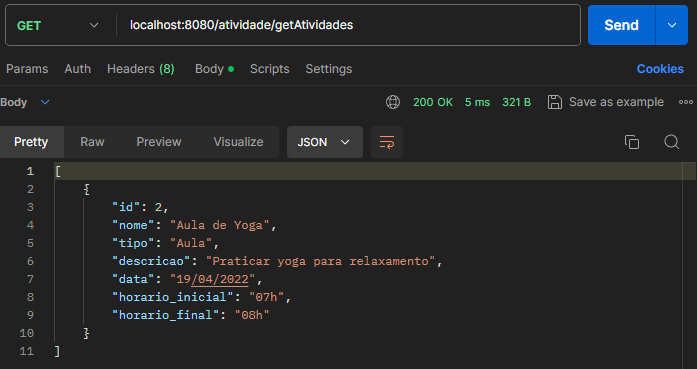 GET localhost:8080/atividade/getAtividades Send
Params Auth Headers (8) Body Scripts Settings Cookies
Body 200 OK 5 ms 321 B Save as example
Pretty Raw Preview Visualize JSON
1 [
2 {
3 "id": 2,
4 "nome": "Aula de Yoga",
5 "tipo": "Aula",
6 "descricao": "Praticar yoga para relaxamento",
7 "data": "19/04/2022",
8 "horario_inicial": "07h",
9 "horario_final": "08h"
10 }
11 ]